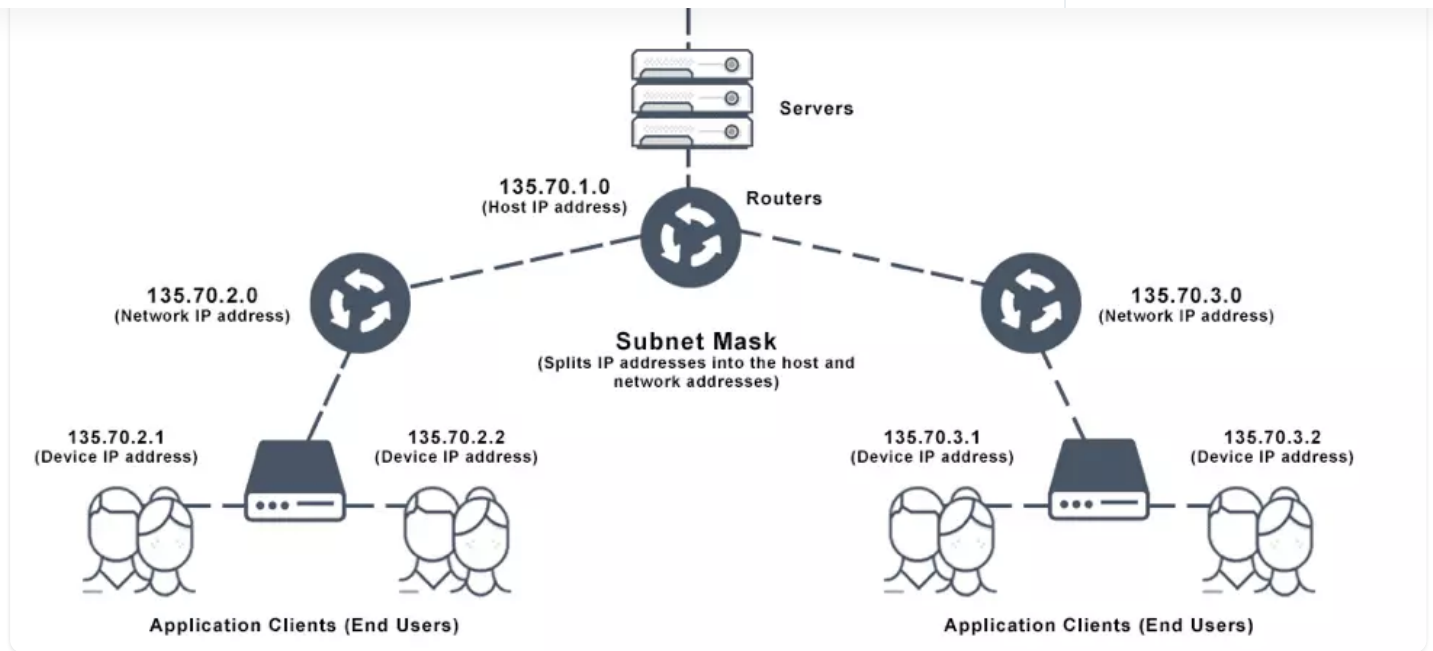 Servers
135.70.1.0
(Host IP address)
Routers
135.70.2.0
(Network IP address)
135.70.3.0
(Network IP address)
Subnet Mask
(Splits IP addresses into the host and
network addresses)
135.70.2.1
(Device IP address)
135.70.2.2
(Device IP address)
135.70.3.1
(Device IP address)
135.70.3.2
(Device IP address)
Application Clients (End Users)
Application Clients (End Users)